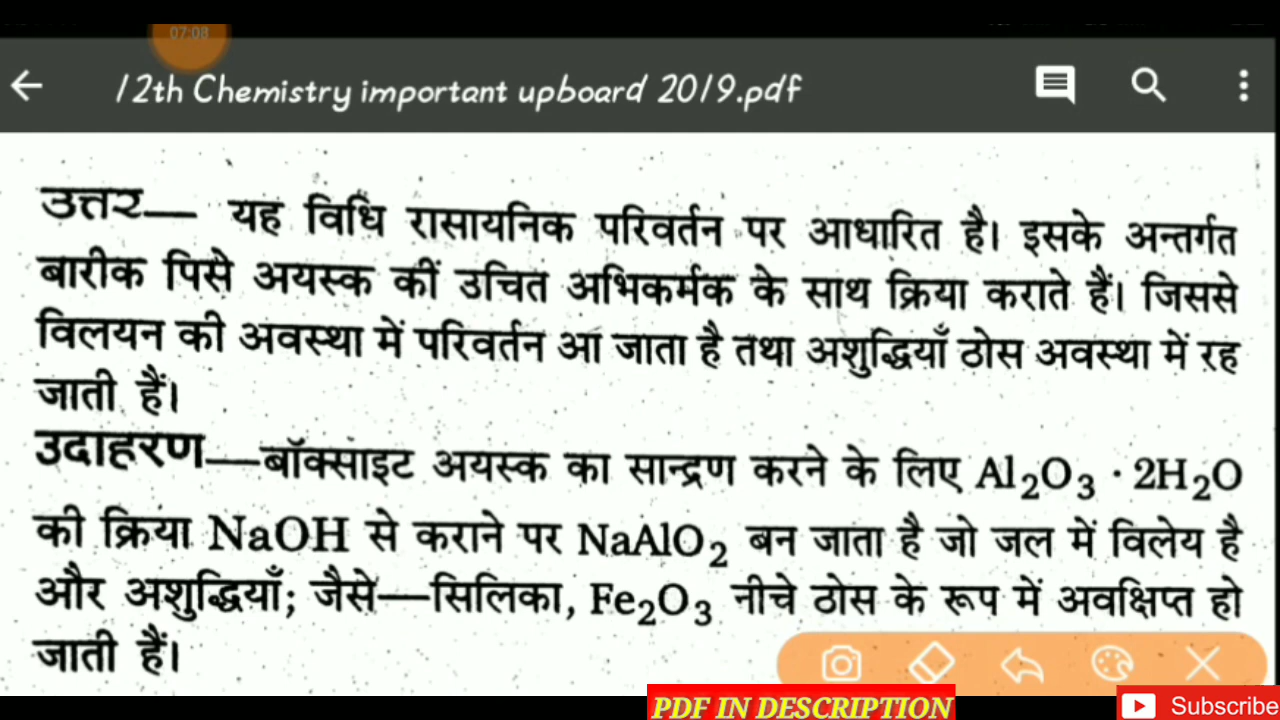 07:08
12th Chemistry important upboard 2019.pdf
उत्तर— यह विधि रासायनिक परिवर्तन पर आधारित है। इसके अन्तर्गत
बारीक पिसे अयस्क कीं उचित अभिकर्मक के साथ क्रिया कराते हैं। जिससे
विलयन की अवस्था में परिवर्तन आ जाता है तथा अशुद्धियाँ ठोस अवस्था में रह
जाती हैं।
उदाहरण—बॉक्साइट अयस्क का सान्द्रण करने के लिए Al₂O₃ · 2H₂O
की क्रिया NaOH से कराने पर NaAlO₂ बन जाता है जो जल में विलेय है
और अशुद्धियाँ; जैसे—सिलिका, Fe₂O₃ नीचे ठोस के रूप में अवक्षिप्त हो
जाती हैं।
PDF IN DESCRIPTION
Subscribe